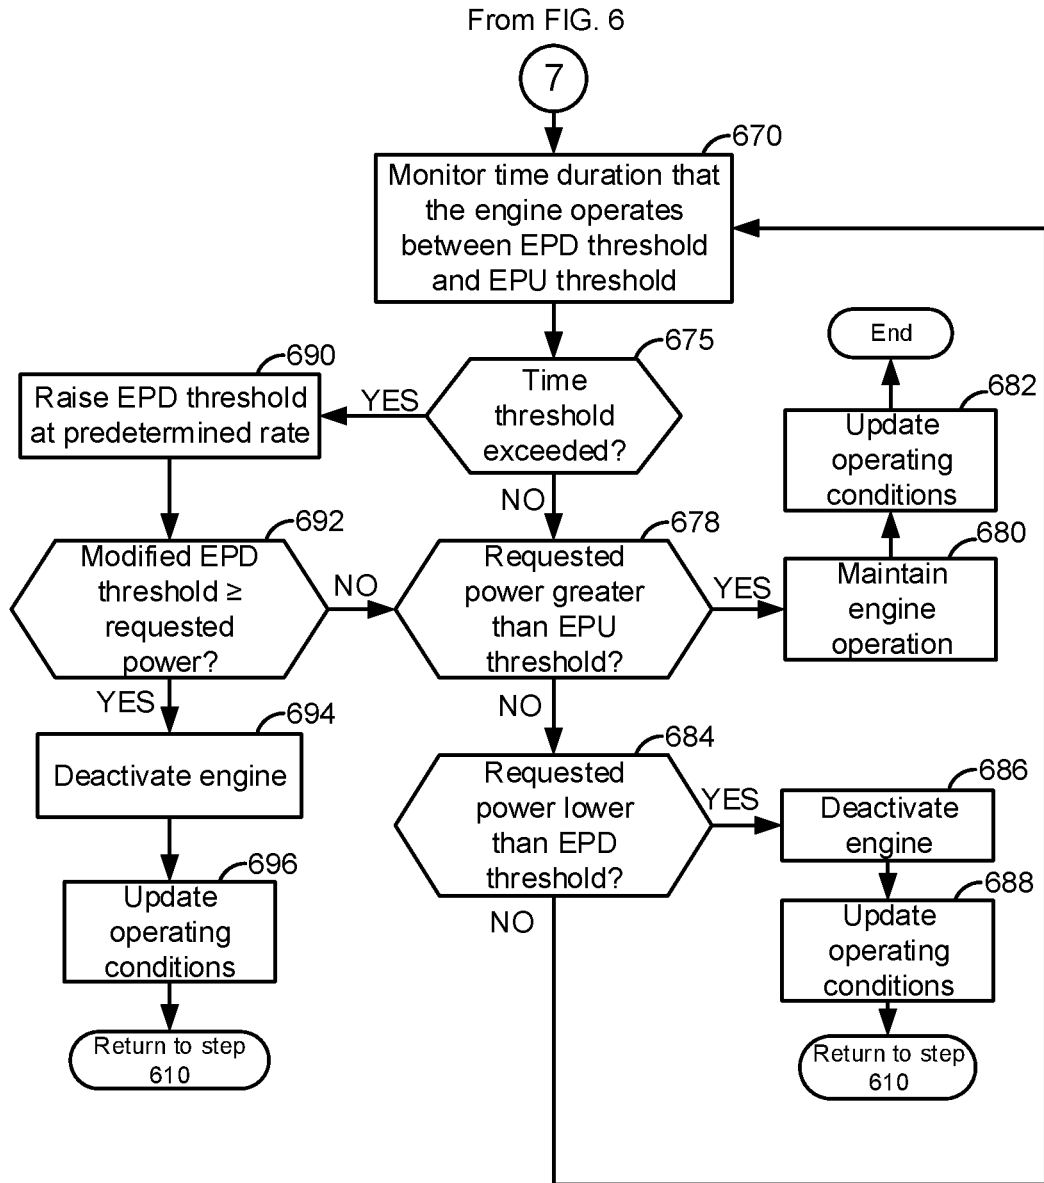 From FIG. 6
7
670
Monitor time duration that
the engine operates
between EPD threshold
and EPU threshold
675
Time
threshold
exceeded?
YES
NO
690
Raise EPD threshold
at predetermined rate
692
Modified EPD
threshold ≥
requested
power?
NO
YES
694
Deactivate engine
696
Update
operating
conditions
Return to step
610
678
Requested
power greater
than EPU
threshold?
YES
NO
680
Maintain
engine
operation
682
Update
operating
conditions
End
684
Requested
power lower
than EPD
threshold?
YES
NO
686
Deactivate
engine
688
Update
operating
conditions
Return to step
610